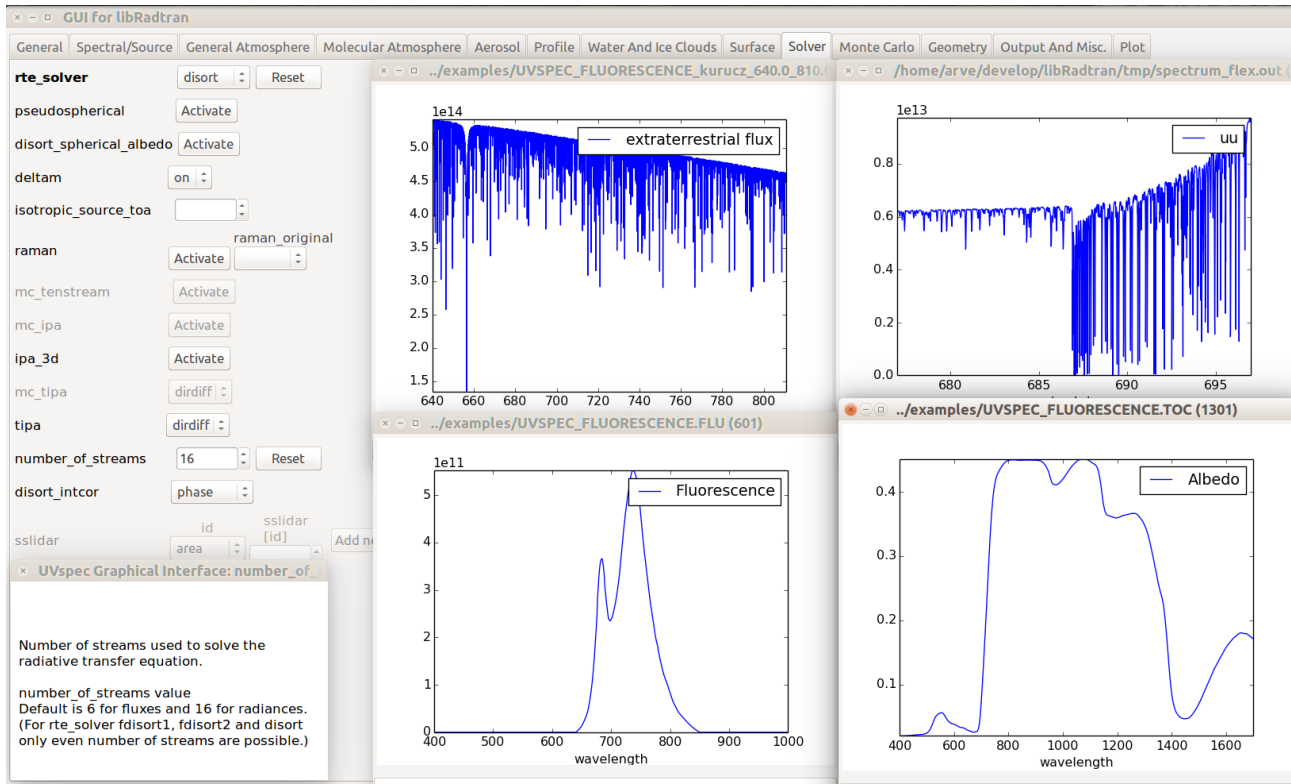 GUI for libRadtran
General Spectral/Source General Atmosphere Molecular Atmosphere Aerosol Profile Water And Ice Clouds Surface Solver Monte Carlo Geometry Output And Misc. Plot
rte_solver disort Reset
pseudospherical Activate
disort_spherical_albedo Activate
deltam on
isotropic_source_toa
raman_original
raman Activate
mc_tenstream Activate
mc_ipa Activate
ipa_3d Activate
mc_tipa dirdiff
tipa dirdiff
number_of_streams 16 Reset
disort_intcor phase
id sslidar
[id]
sslidar area Add
UVspec Graphical Interface: number_of_
Number of streams used to solve the
radiative transfer equation.
number_of_streams value
Default is 6 for fluxes and 16 for radiances.
(For rte_solver fdisort1, fdisort2 and disort
only even number of streams are possible.)
../examples/UVSPEC_FLUORESCENCE_kurucz_640.0_810.
1e14
extraterrestrial flux
5.0
4.5
4.0
3.5
3.0
2.5
2.0
1.5
640 660 680 700 720 740 760 780 800
/home/arve/develop/libRadtran/tmp/spectrum_flex.out
1e13
uu
0.8
0.6
0.4
0.2
0.0
680 685 690 695
../examples/UVSPEC_FLUORESCENCE.FLU (601)
1e11
Fluorescence
5
4
3
2
1
0
400 500 600 700 800 900 1000
wavelength
../examples/UVSPEC_FLUORESCENCE.TOC (1301)
Albedo
0.4
0.3
0.2
0.1
400 600 800 1000 1200 1400 1600
wavelength